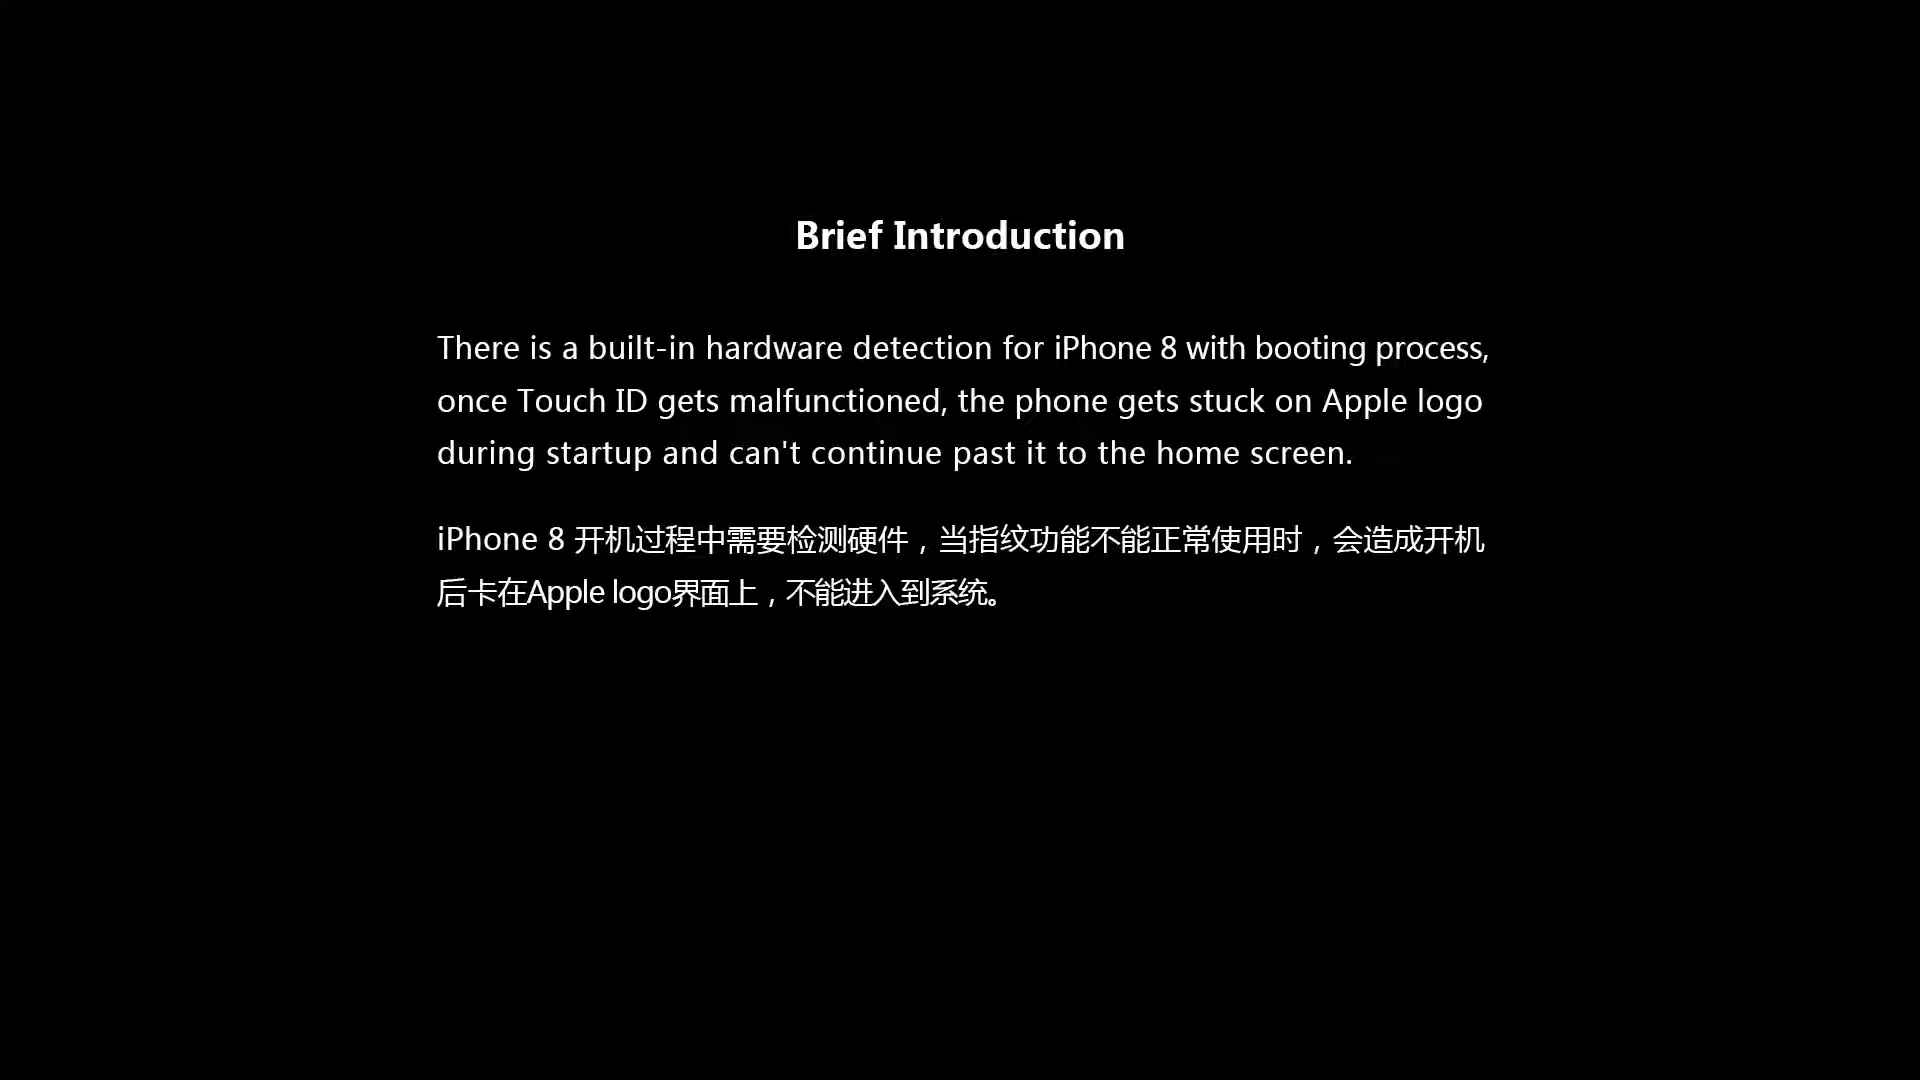 Brief Introduction
There is a built-in hardware detection for iPhone 8 with booting process,
once Touch ID gets malfunctioned, the phone gets stuck on Apple logo
during startup and can't continue past it to the home screen.
iPhone 8 开机过程中需要检测硬件，当指纹功能不能正常使用时，会造成开机
后卡在Apple logo界面上，不能进入到系统。